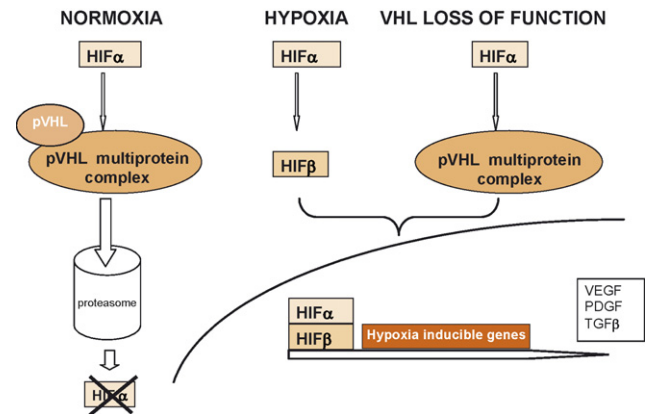 NORMOXIA
HYPOXIA
VHL LOSS OF FUNCTION
HIFα
HIFα
HIFα
pVHL
pVHL multiprotein
complex
HIFβ
pVHL multiprotein
complex
proteasome
HIFα
HIFα
HIFβ
Hypoxia inducible genes
VEGF
PDGF
TGFβ